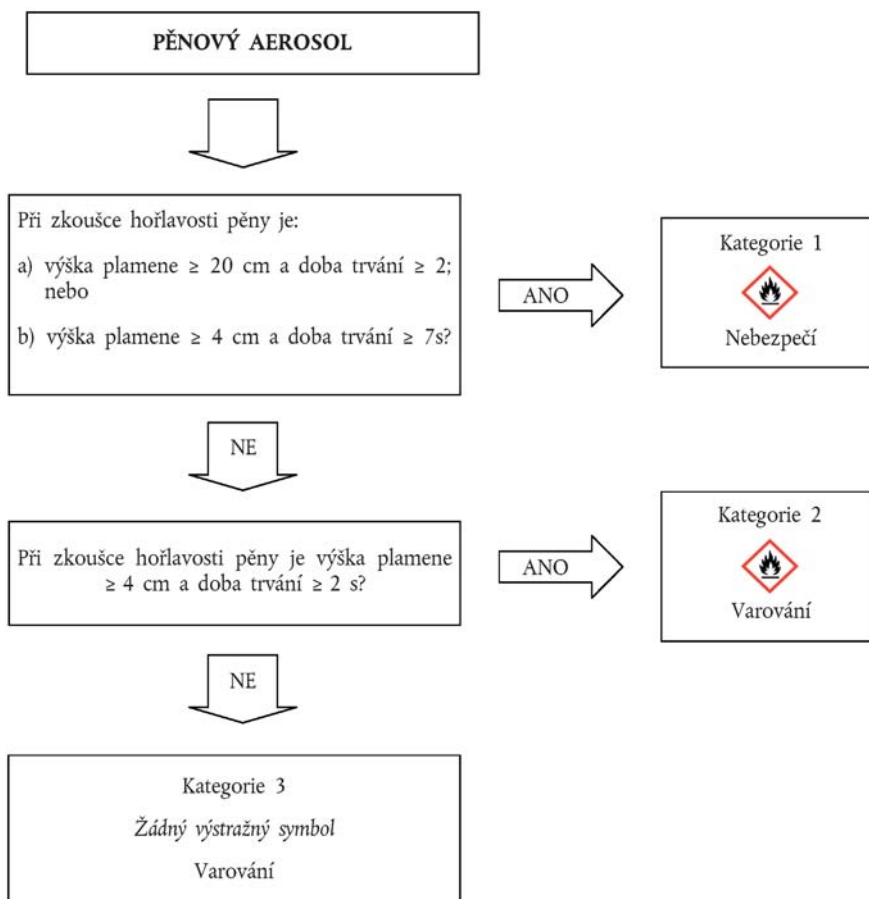 PĚNOVÝ AEROSOL
Při zkoušce hořlavosti pěny je:
a) výška plamene ≥ 20 cm a doba trvání ≥ 2;
nebo
b) výška plamene ≥ 4 cm a doba trvání ≥ 7s?
ANO
Kategorie 1
Nebezpečí
NE
Při zkoušce hořlavosti pěny je výška plamene
≥ 4 cm a doba trvání ≥ 2 s?
ANO
Kategorie 2
Varování
NE
Kategorie 3
Žádný výstražný symbol
Varování